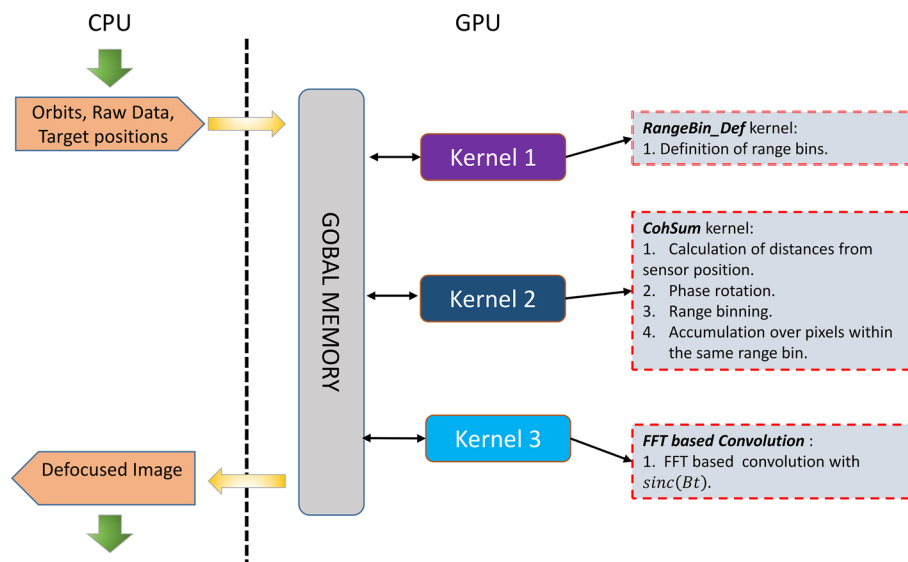 CPU
GPU
Orbits, Raw Data,
Target positions
GOBAL MEMORY
Kernel 1
RangeBin_Def kernel:
1. Definition of range bins.
Kernel 2
CohSum kernel:
1. Calculation of distances from
sensor position.
2. Phase rotation.
3. Range binning.
4. Accumulation over pixels within
the same range bin.
Kernel 3
FFT based Convolution :
1. FFT based convolution with
sinc(Bt).
Defocused Image